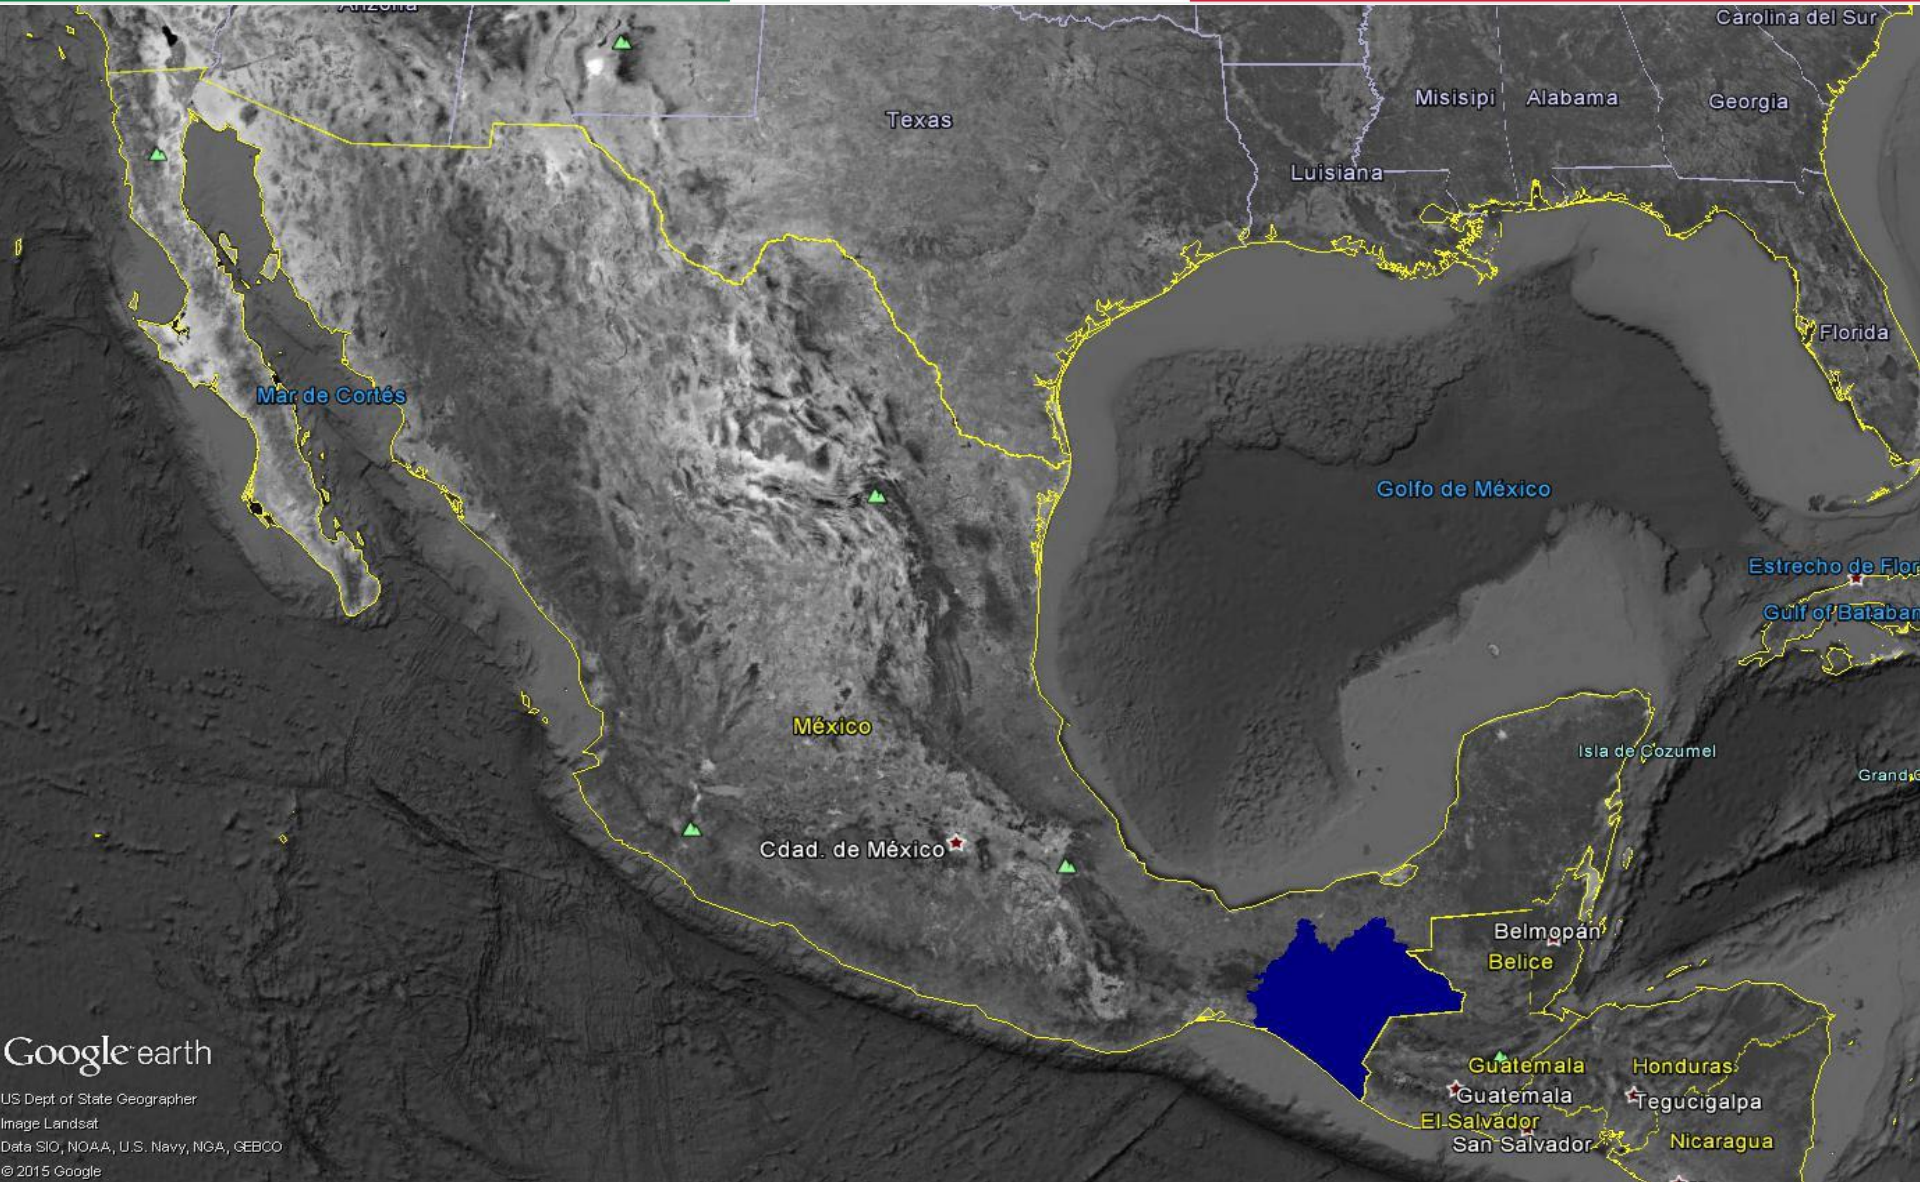 Arizona
Carolina del Sur
Misisipi
Alabama
Georgia
Texas
Luisiana
Florida
Mar de Cortés
Golfo de México
Estrecho de Flor
Gulf of Bataban
México
Isla de Cozumel
Cdad. de México
Belmopán
Belice
Google earth
Guatemala
Honduras
Guatemala
Tegucigalpa
US Dept of State Geographer
El Salvador
Image Landsat
San Salvador
Nicaragua
Data SIO, NOAA, U.S. Navy, NGA, GEBCO
© 2015 Google